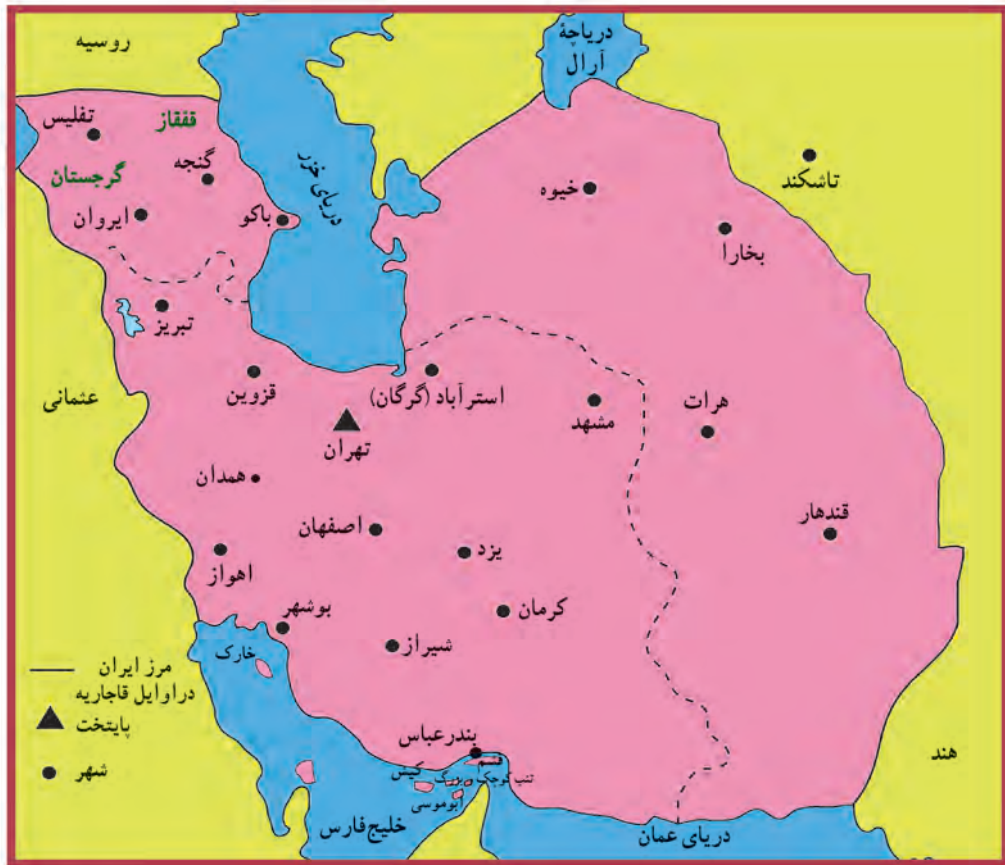 روسیه
دریاچۀ
آرال
تفلیس
قفقاز
گرجستان
گنجه
ایروان
باکو
دریای خزر
خیوه
تاشکند
بخارا
تبریز
قزوین
استرآباد (گرگان)
مشهد
هرات
عثمانی
تهران
همدان
اصفهان
یزد
قندهار
اهواز
بوشهر
شیراز
کرمان
خارک
مرز ایران
دراوایل قاجاریه
پایتخت
شهر
بندرعباس
قشم
کیش
تنب کوچک
بزرگ
ابوموسی
خلیج فارس
دریای عمان
هند